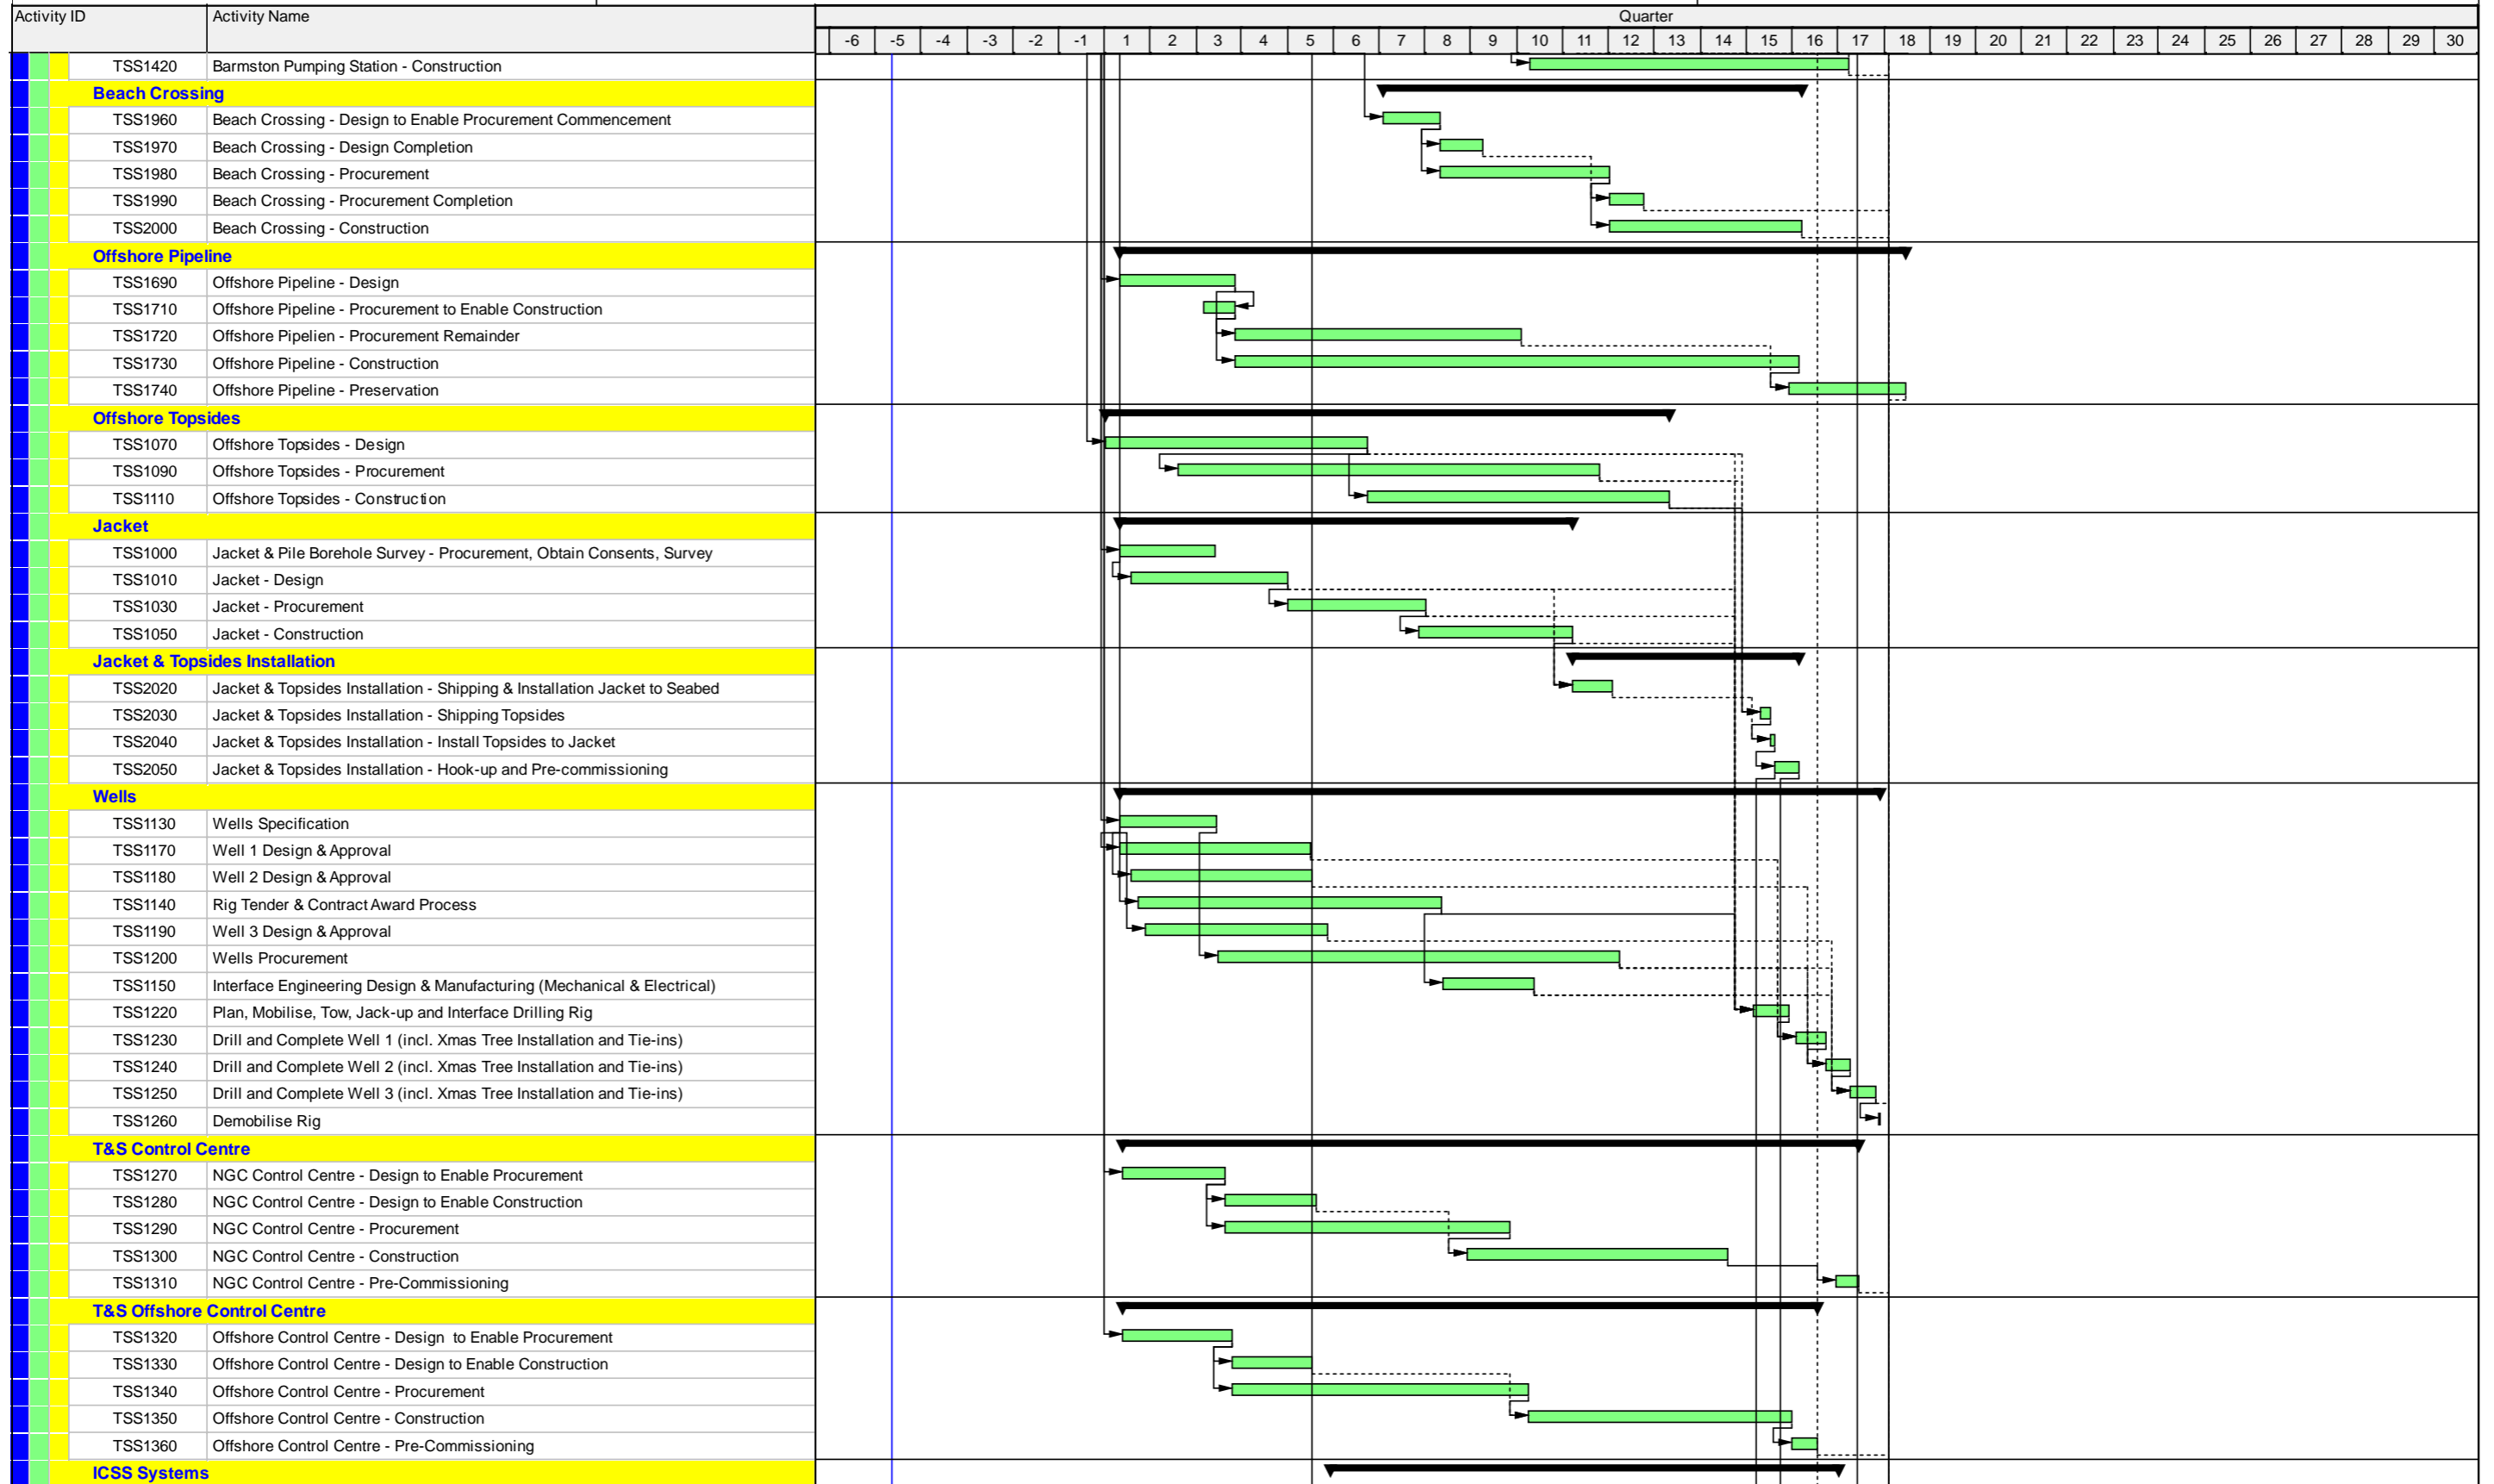 Activity ID Activity Name Quarter
-6 -5 -4 -3 -2 -1 1 2 3 4 5 6 7 8 9 10 11 12 13 14 15 16 17 18 19 20 21 22 23 24 25 26 27 28 29 30
TSS1420 Barmston Pumping Station - Construction
Beach Crossing
TSS1960 Beach Crossing - Design to Enable Procurement Commencement
TSS1970 Beach Crossing - Design Completion
TSS1980 Beach Crossing - Procurement
TSS1990 Beach Crossing - Procurement Completion
TSS2000 Beach Crossing - Construction
Offshore Pipeline
TSS1690 Offshore Pipeline - Design
TSS1710 Offshore Pipeline - Procurement to Enable Construction
TSS1720 Offshore Pipelien - Procurement Remainder
TSS1730 Offshore Pipeline - Construction
TSS1740 Offshore Pipeline - Preservation
Offshore Topsides
TSS1070 Offshore Topsides - Design
TSS1090 Offshore Topsides - Procurement
TSS1110 Offshore Topsides - Construction
Jacket
TSS1000 Jacket & Pile Borehole Survey - Procurement, Obtain Consents, Survey
TSS1010 Jacket - Design
TSS1030 Jacket - Procurement
TSS1050 Jacket - Construction
Jacket & Topsides Installation
TSS2020 Jacket & Topsides Installation - Shipping & Installation Jacket to Seabed
TSS2030 Jacket & Topsides Installation - Shipping Topsides
TSS2040 Jacket & Topsides Installation - Install Topsides to Jacket
TSS2050 Jacket & Topsides Installation - Hook-up and Pre-commissioning
Wells
TSS1130 Wells Specification
TSS1170 Well 1 Design & Approval
TSS1180 Well 2 Design & Approval
TSS1140 Rig Tender & Contract Award Process
TSS1190 Well 3 Design & Approval
TSS1200 Wells Procurement
TSS1150 Interface Engineering Design & Manufacturing (Mechanical & Electrical)
TSS1220 Plan, Mobilise, Tow, Jack-up and Interface Drilling Rig
TSS1230 Drill and Complete Well 1 (incl. Xmas Tree Installation and Tie-ins)
TSS1240 Drill and Complete Well 2 (incl. Xmas Tree Installation and Tie-ins)
TSS1250 Drill and Complete Well 3 (incl. Xmas Tree Installation and Tie-ins)
TSS1260 Demobilise Rig
T&S Control Centre
TSS1270 NGC Control Centre - Design to Enable Procurement
TSS1280 NGC Control Centre - Design to Enable Construction
TSS1290 NGC Control Centre - Procurement
TSS1300 NGC Control Centre - Construction
TSS1310 NGC Control Centre - Pre-Commissioning
T&S Offshore Control Centre
TSS1320 Offshore Control Centre - Design to Enable Procurement
TSS1330 Offshore Control Centre - Design to Enable Construction
TSS1340 Offshore Control Centre - Procurement
TSS1350 Offshore Control Centre - Construction
TSS1360 Offshore Control Centre - Pre-Commissioning
ICSS Systems